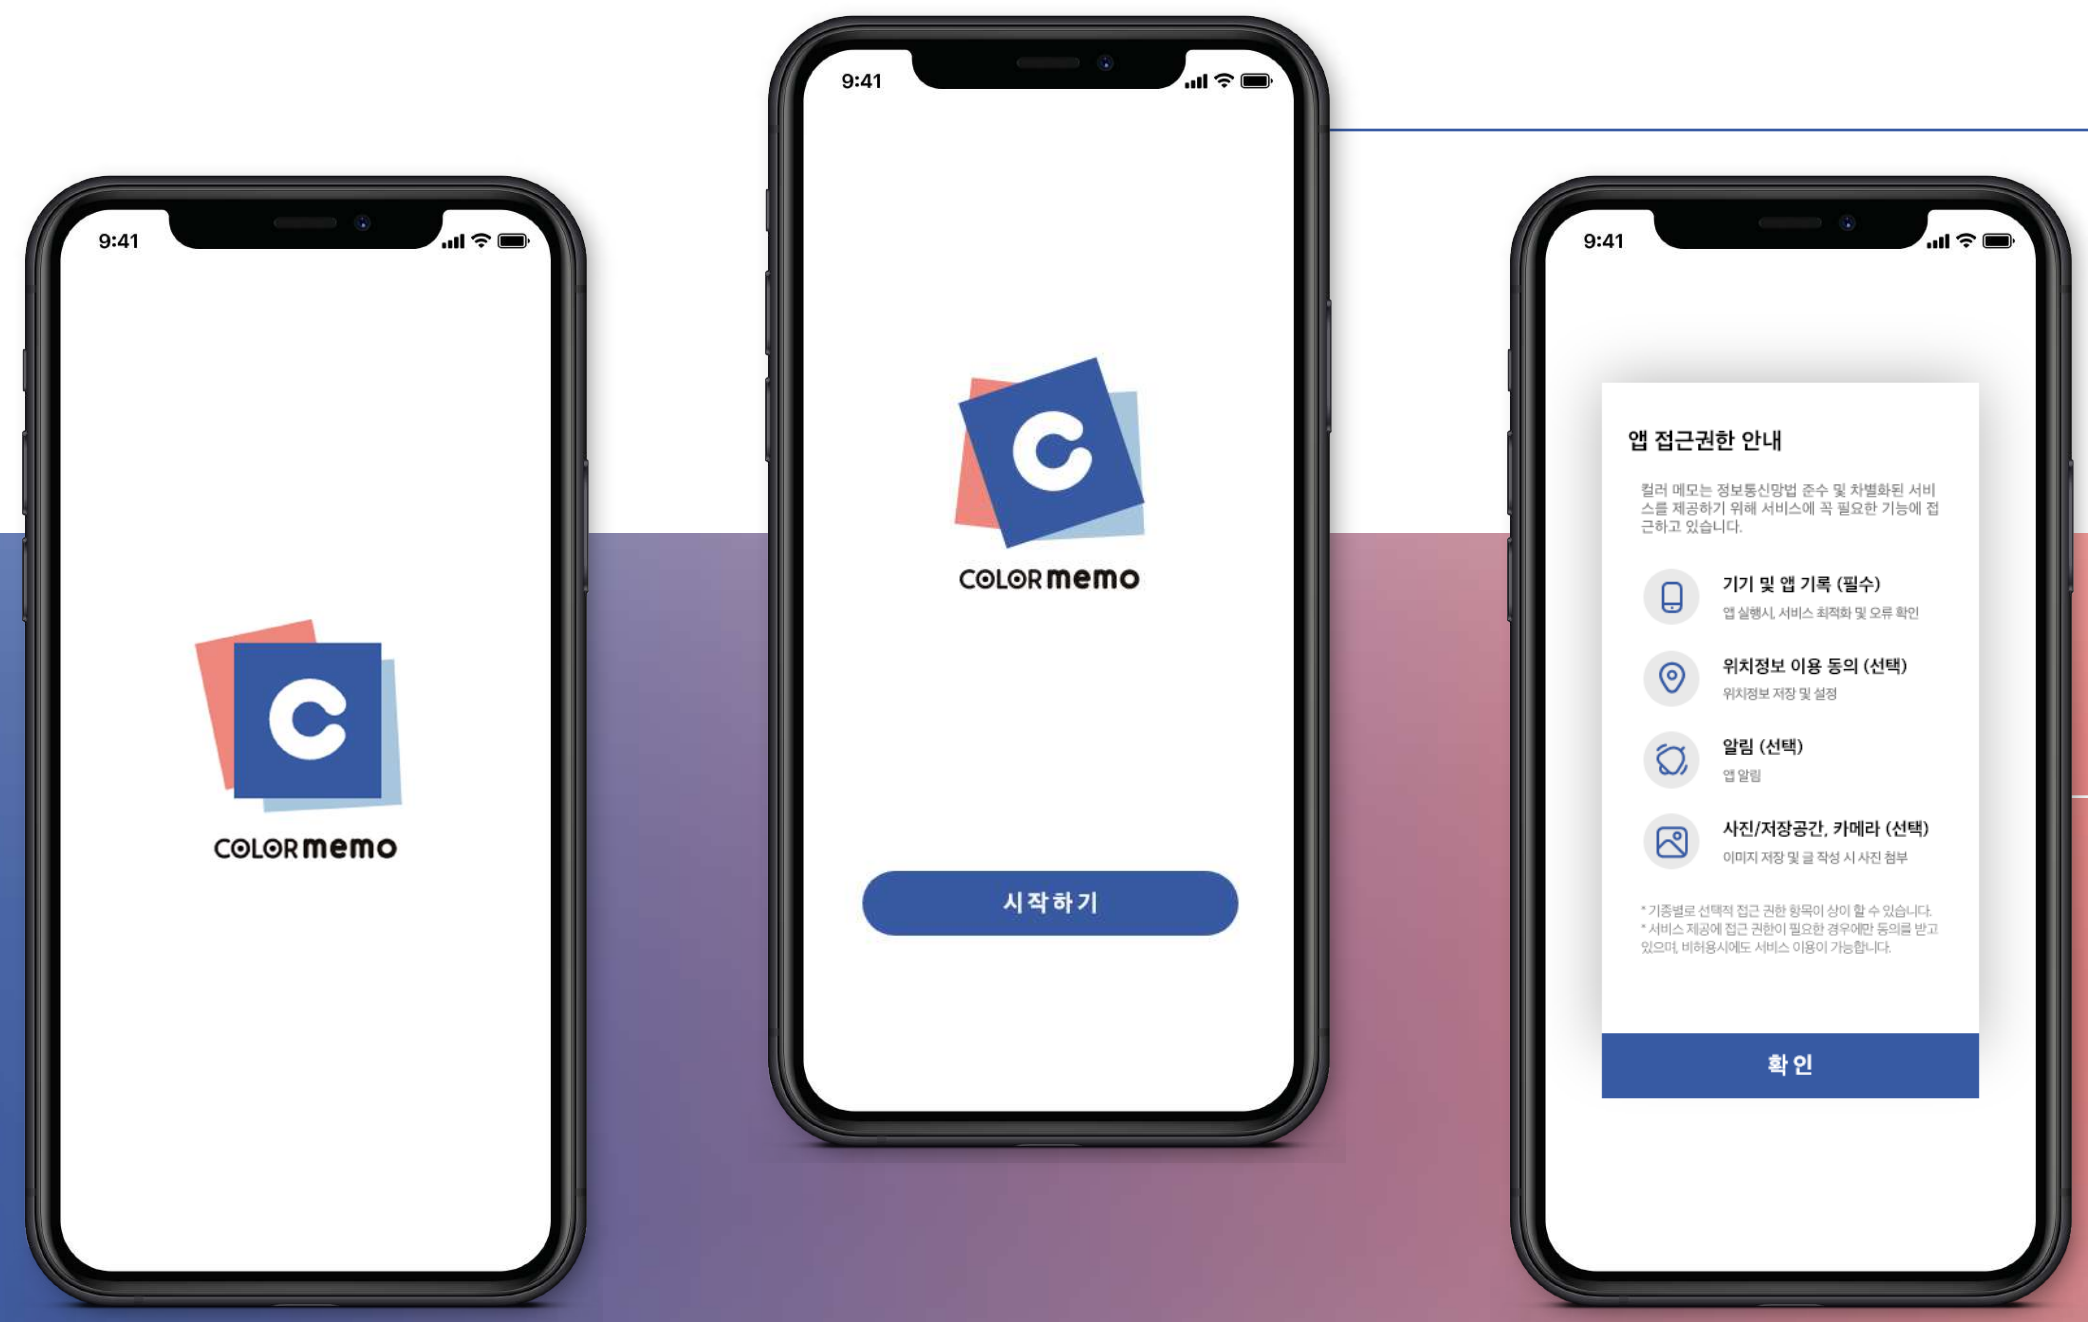 9:41
C
COLOR memo
9:41
C
COLOR memo
시작하기
9:41
앱 접근권한 안내
컬러 메모는 정보통신망법 준수 및 차별화된 서비
스를 제공하기 위해 서비스에 꼭 필요한 기능에 접
근하고 있습니다.
기기 및 앱 기록 (필수)
앱 실행시, 서비스 최적화 및 오류 확인
위치정보 이용 동의 (선택)
위치정보 저장 및 설정
알림 (선택)
앱 알림
사진/저장공간, 카메라 (선택)
이미지 저장 및 글 작성 시 사진 첨부
* 기종별로 선택적 접근 권한 항목이 상이 할 수 있습니다.
* 서비스 제공에 접근 권한이 필요한 경우에만 동의를 받고
있으며, 비허용시에도 서비스 이용이 가능합니다.
확인